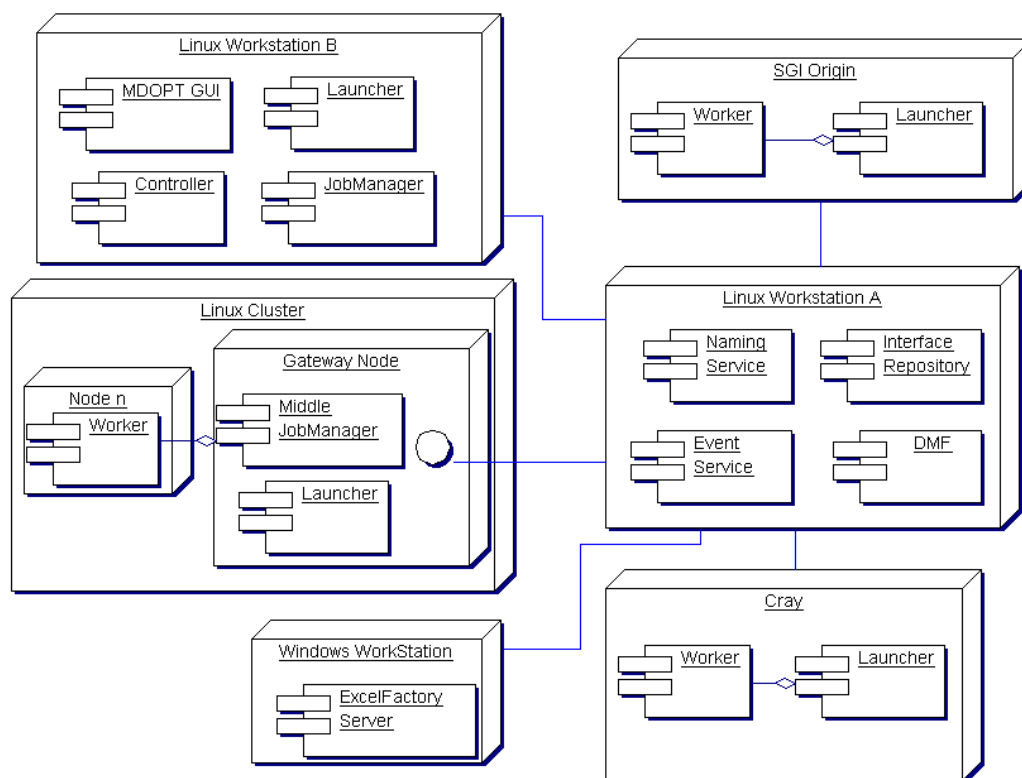 Linux Workstation B
MDOPT GUI
Launcher
Controller
JobManager
SGI Origin
Worker
Launcher
Linux Cluster
Gateway Node
Node n
Worker
Middle
JobManager
Launcher
Linux Workstation A
Naming
Service
Interface
Repository
Event
Service
DMF
Windows WorkStation
ExcelFactory
Server
Cray
Worker
Launcher